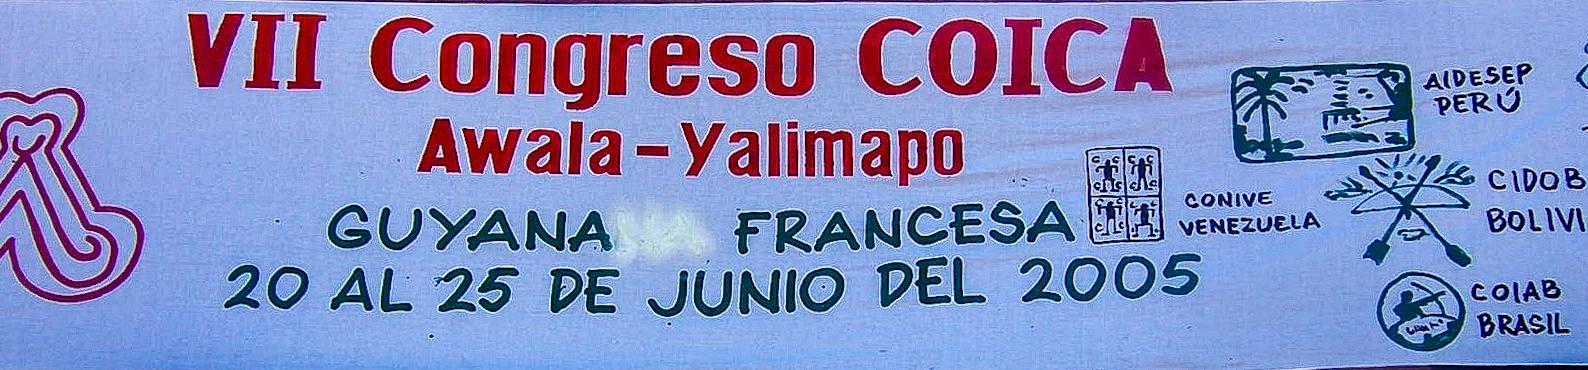 VII Congreso COICA
Awala-Yalimapo
GUYANA FRANCESA
20 AL 25 DE JUNIO DEL 2005
AIDESEP
PERÚ
CONIVE
VENEZUELA
CIDOB
BOLIVI
COIAB
BRASIL